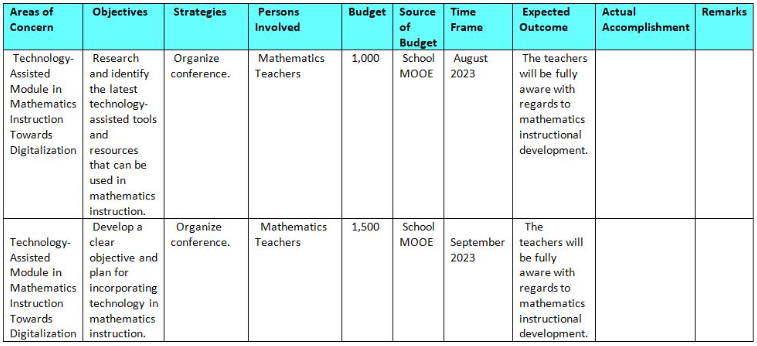 Areas of Concern Objectives Strategies Persons Involved Budget Source of Budget Time Frame Expected Outcome Actual Accomplishment Remarks
Technology-
Assisted
Module in
Mathematics
Instruction
Towards
Digitalization
Research
and identify
the latest
technology-
assisted tools
and
resources
that can be
used in
mathematics
instruction.
Organize
conference.
Mathematics
Teachers
1,000
School
MOOE
August
2023
The teachers
will be fully
aware with
regards to
mathematics
instructional
development.
Technology-
Assisted
Module in
Mathematics
Instruction
Towards
Digitalization
Develop a
clear
objective and
plan for
incorporating
technology in
mathematics
instruction.
Organize
conference.
Mathematics
Teachers
1,500
School
MOOE
September
2023
The
teachers will
be fully
aware with
regards to
mathematics
instructional
development.